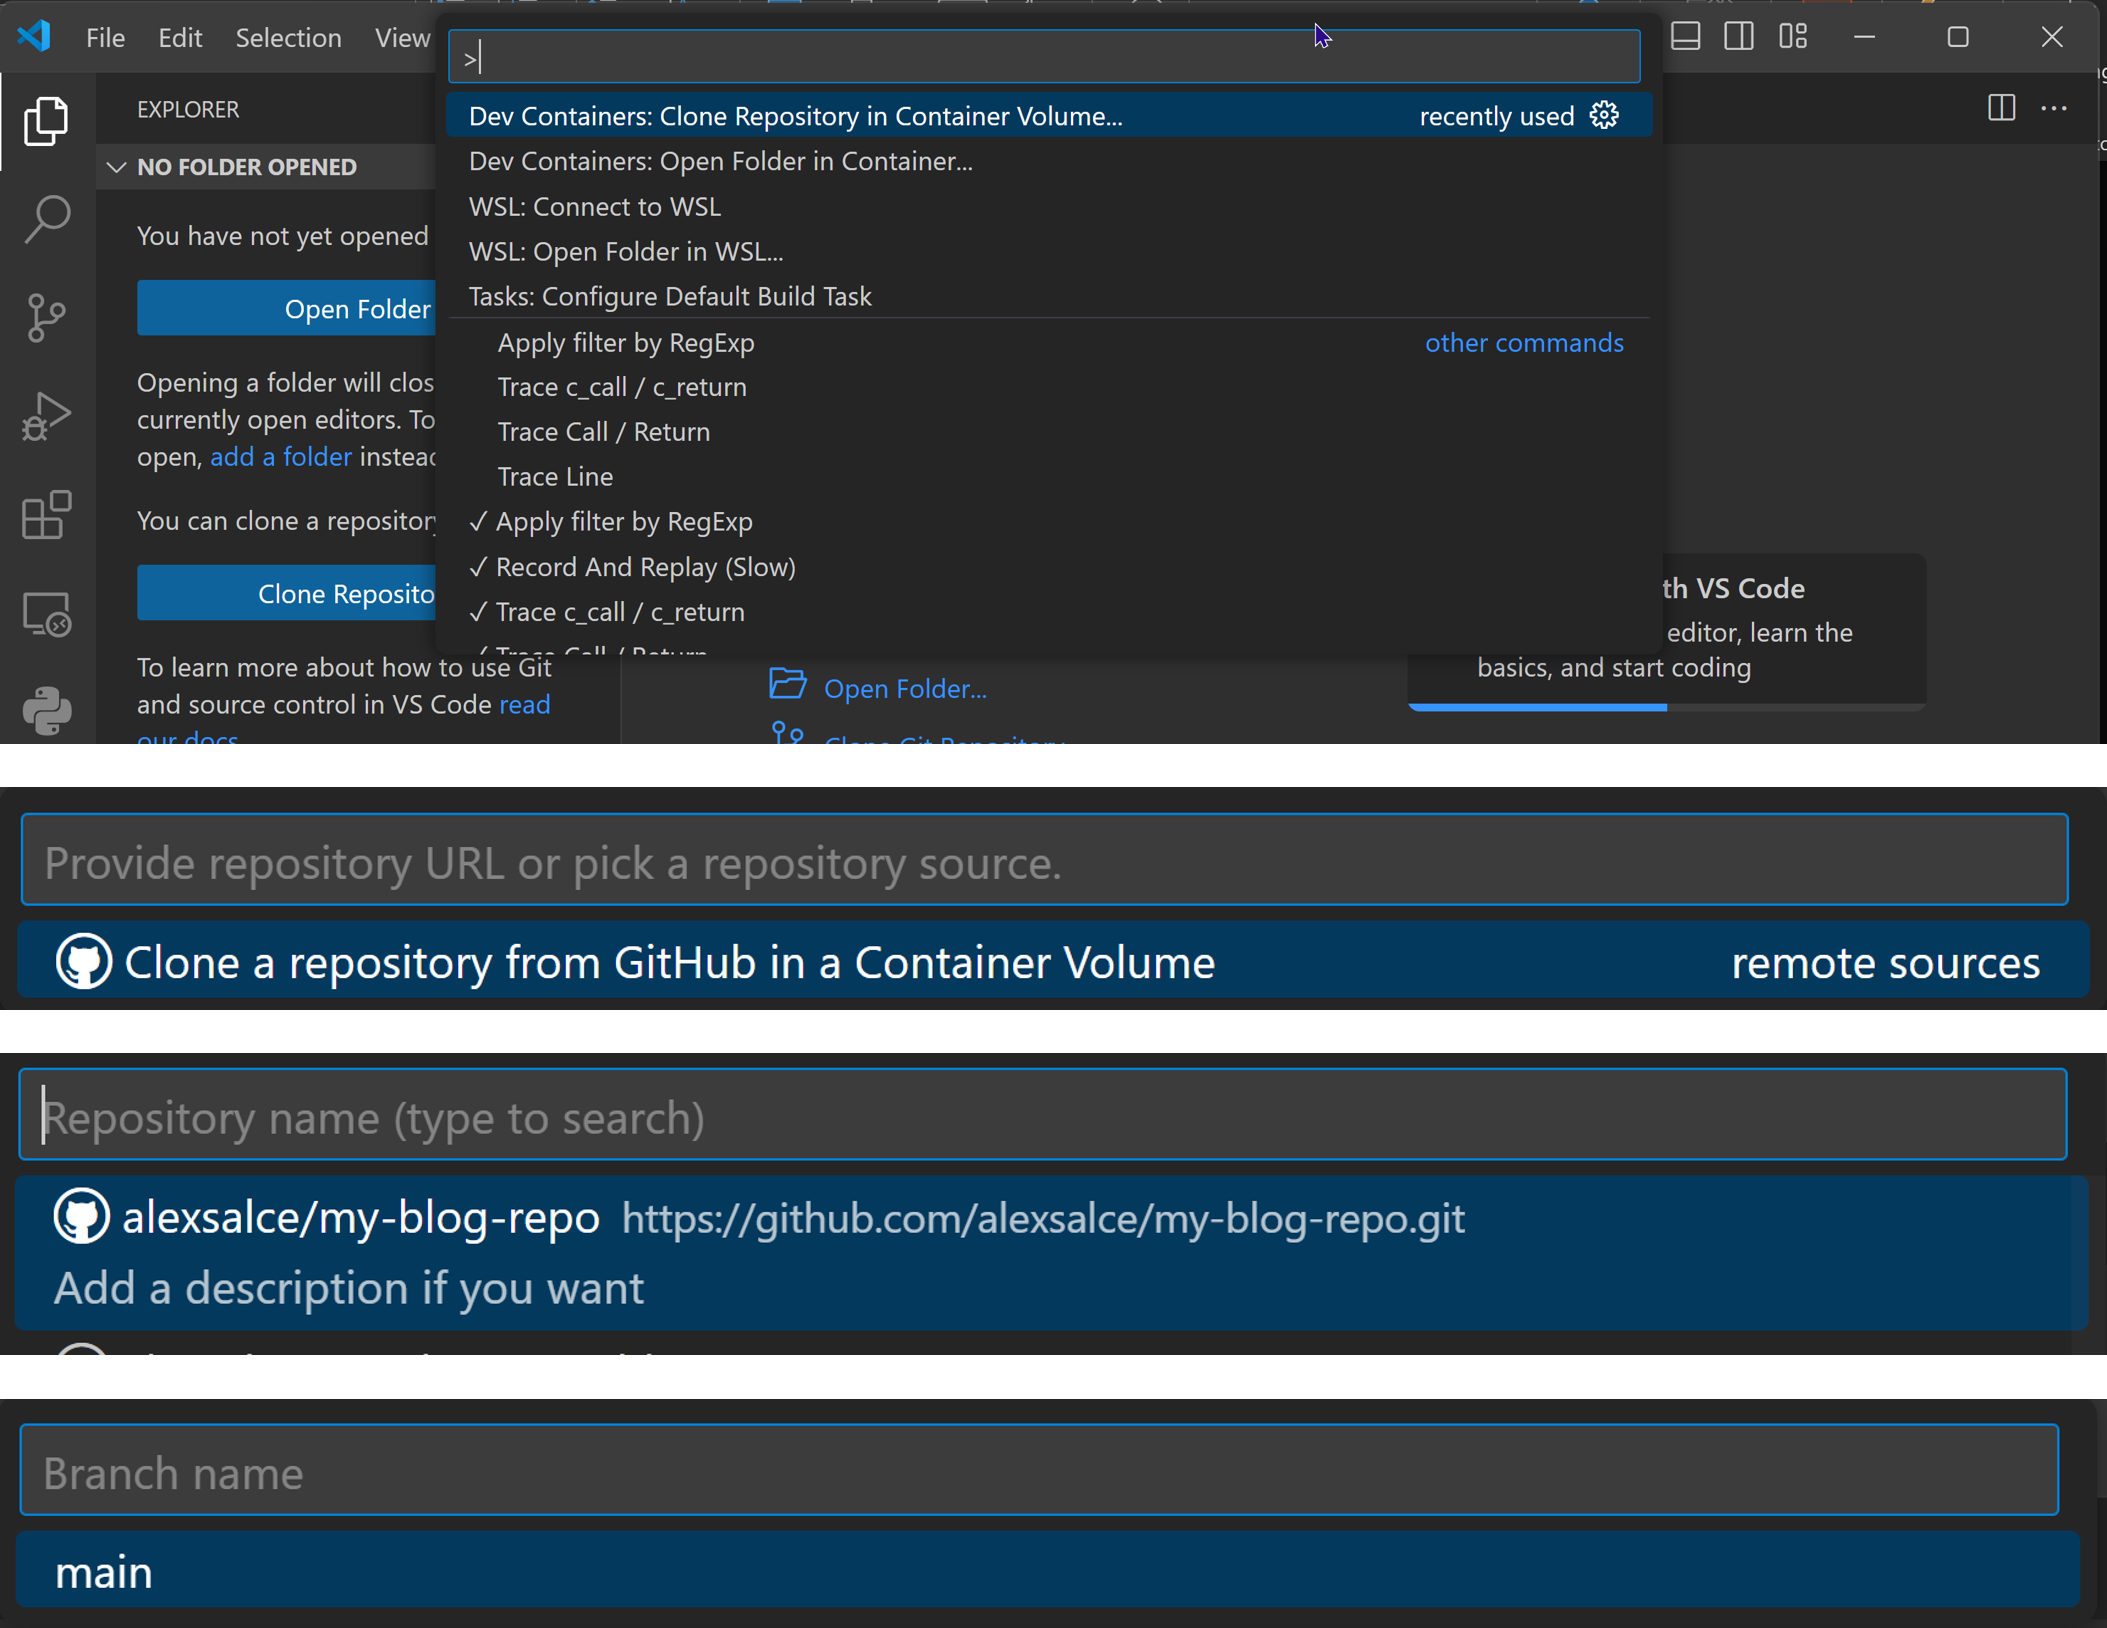 File Edit Selection View
>
EXPLORER
NO FOLDER OPENED
You have not yet opened
Open Folder
Opening a folder will clos
currently open editors. To
open, add a folder instead
You can clone a repository
Clone Reposito
To learn more about how to use Git
and source control in VS Code read
our docs
Dev Containers: Clone Repository in Container Volume... recently used
Dev Containers: Open Folder in Container...
WSL: Connect to WSL
WSL: Open Folder in WSL...
Tasks: Configure Default Build Task
Apply filter by RegExp other commands
Trace c_call / c_return
Trace Call / Return
Trace Line
✓ Apply filter by RegExp
✓ Record And Replay (Slow)
✓ Trace c_call / c_return
✓ Trace Call / Return
Open Folder...
Clone Git Repository
th VS Code
editor, learn the
basics, and start coding
Provide repository URL or pick a repository source.
Clone a repository from GitHub in a Container Volume remote sources
Repository name (type to search)
alexsalce/my-blog-repo https://github.com/alexsalce/my-blog-repo.git
Add a description if you want
Branch name
main